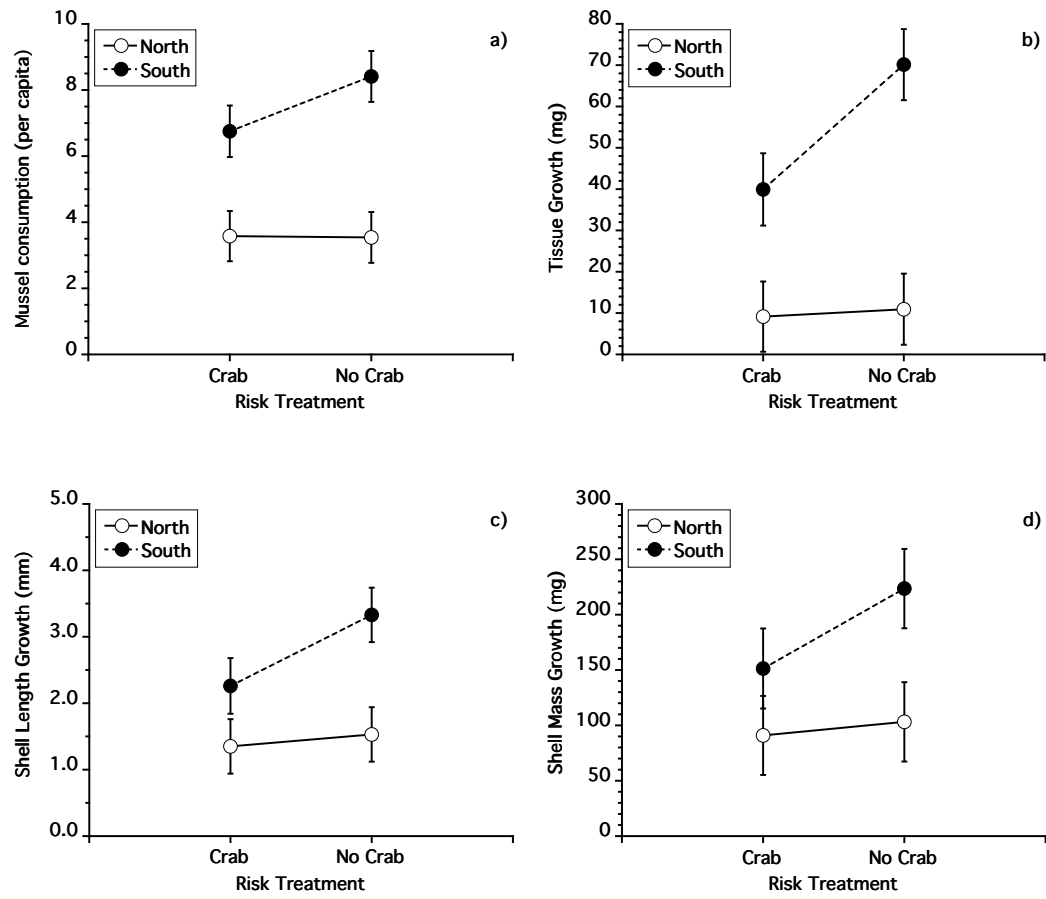 a)
North
South
Mussel consumption (per capita)
10
8
6
4
2
0
Crab
No Crab
Risk Treatment
b)
North
South
Tissue Growth (mg)
80
70
60
50
40
30
20
10
0
Crab
No Crab
Risk Treatment
c)
North
South
Shell Length Growth (mm)
5.0
4.0
3.0
2.0
1.0
0.0
Crab
No Crab
Risk Treatment
d)
North
South
Shell Mass Growth (mg)
300
250
200
150
100
50
0
Crab
No Crab
Risk Treatment